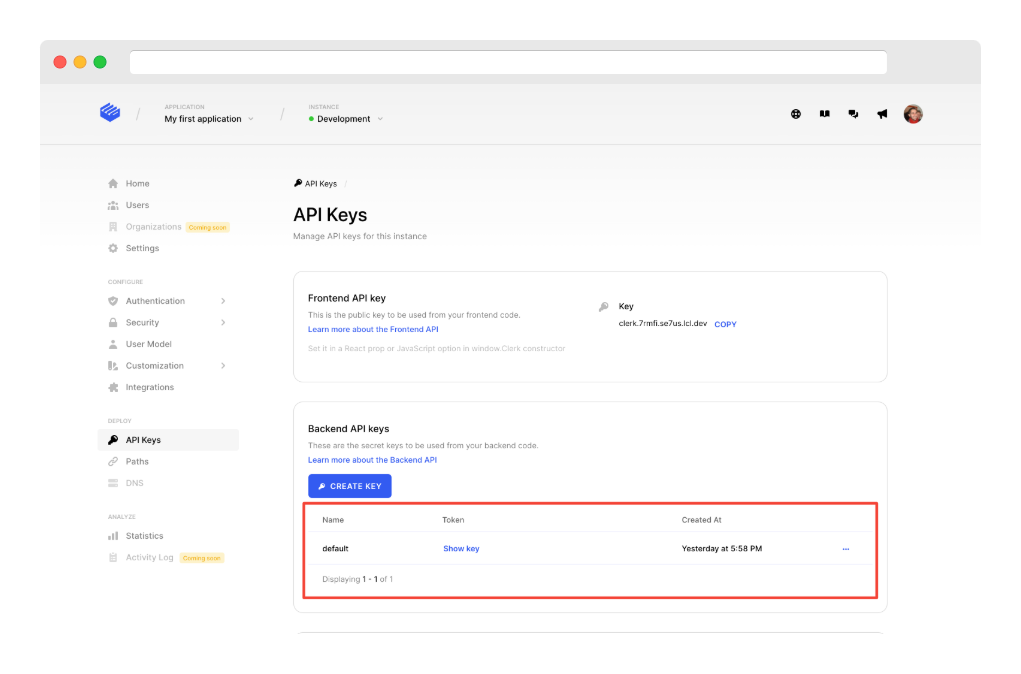 APPLICATION
My first application
INSTANCE
Development
Home
Users
Organizations Coming soon
Settings
CONFIGURE
Authentication
Security
User Model
Customization
Integrations
DEPLOY
API Keys
Paths
DNS
ANALYZE
Statistics
Activity Log Coming soon
API Keys /
API Keys
Manage API keys for this instance
Frontend API key
This is the public key to be used from your frontend code.
Learn more about the Frontend API
Set it in a React prop or JavaScript option in window.Clerk constructor
Key
clerk.7rmfi.se7us.lcl.dev COPY
Backend API keys
These are the secret keys to be used from your backend code.
Learn more about the Backend API
CREATE KEY
Name Token Created At
default Show key Yesterday at 5:58 PM ...
Displaying 1 - 1 of 1